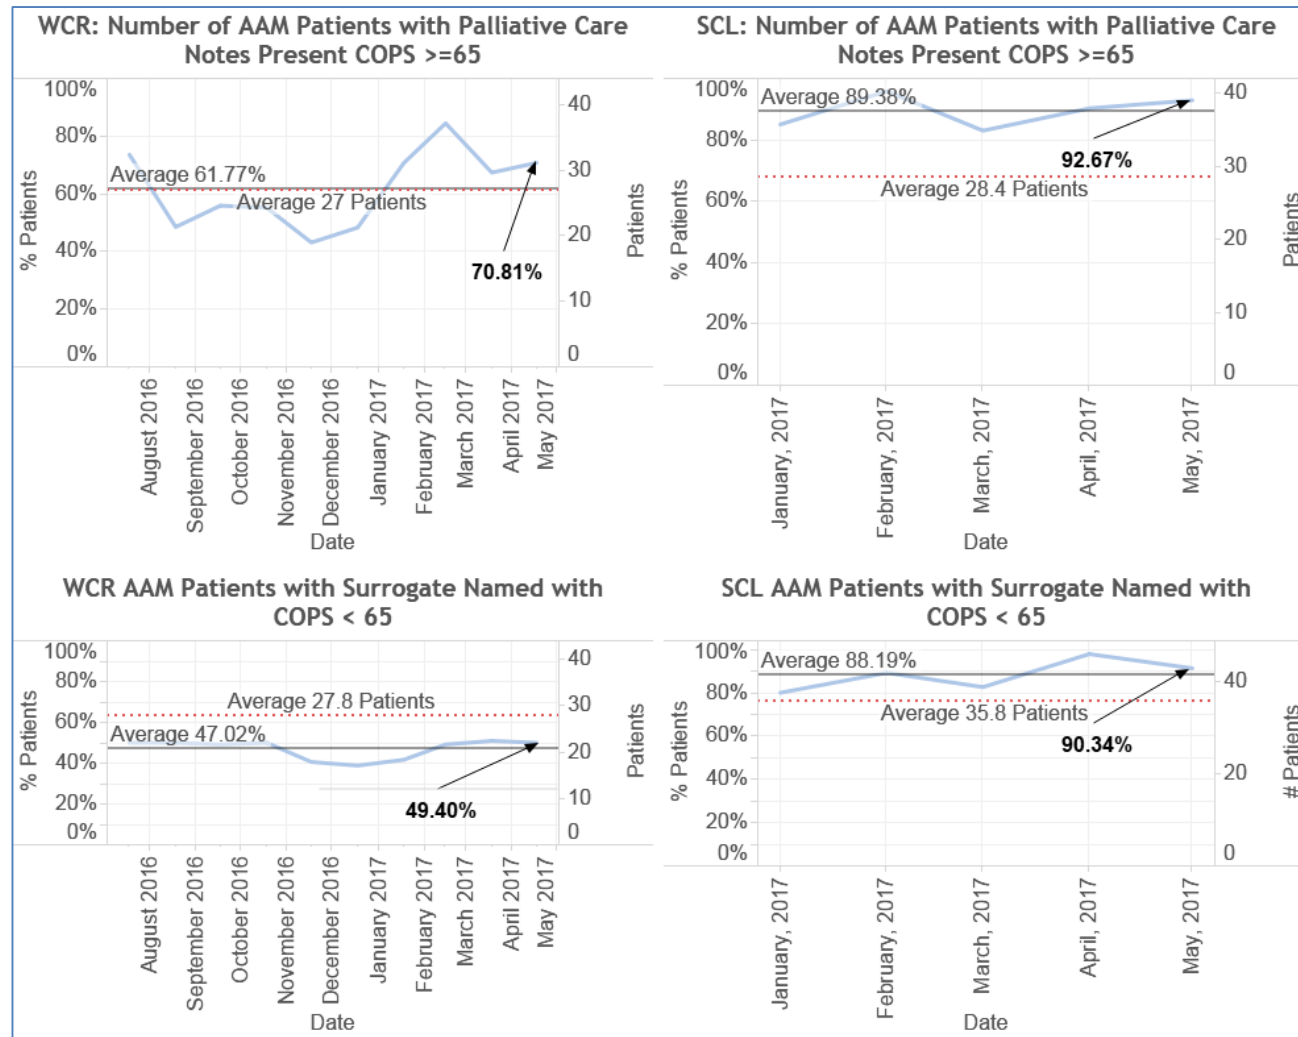 WCR: Number of AAM Patients with Palliative Care
Notes Present COPS >=65
100%
80%
60%
40%
20%
0%
% Patients
Average 61.77%
Average 27 Patients
70.81%
40
30
20
10
0
Patients
August 2016
September 2016
October 2016
November 2016
December 2016
January 2017
February 2017
March 2017
April 2017
May 2017
Date
SCL: Number of AAM Patients with Palliative Care
Notes Present COPS >=65
100%
80%
60%
40%
20%
0%
% Patients
Average 89.38%
92.67%
Average 28.4 Patients
40
30
20
10
0
Patients
January, 2017
February, 2017
March, 2017
April, 2017
May, 2017
Date
WCR AAM Patients with Surrogate Named with
COPS < 65
100%
80%
60%
40%
20%
0%
% Patients
Average 27.8 Patients
Average 47.02%
49.40%
40
30
20
10
0
Patients
August 2016
September 2016
October 2016
November 2016
December 2016
January 2017
February 2017
March 2017
April 2017
May 2017
Date
SCL AAM Patients with Surrogate Named with
COPS < 65
100%
80%
60%
40%
20%
0%
% Patients
Average 88.19%
Average 35.8 Patients
90.34%
40
20
0
# Patients
January, 2017
February, 2017
March, 2017
April, 2017
May, 2017
Date